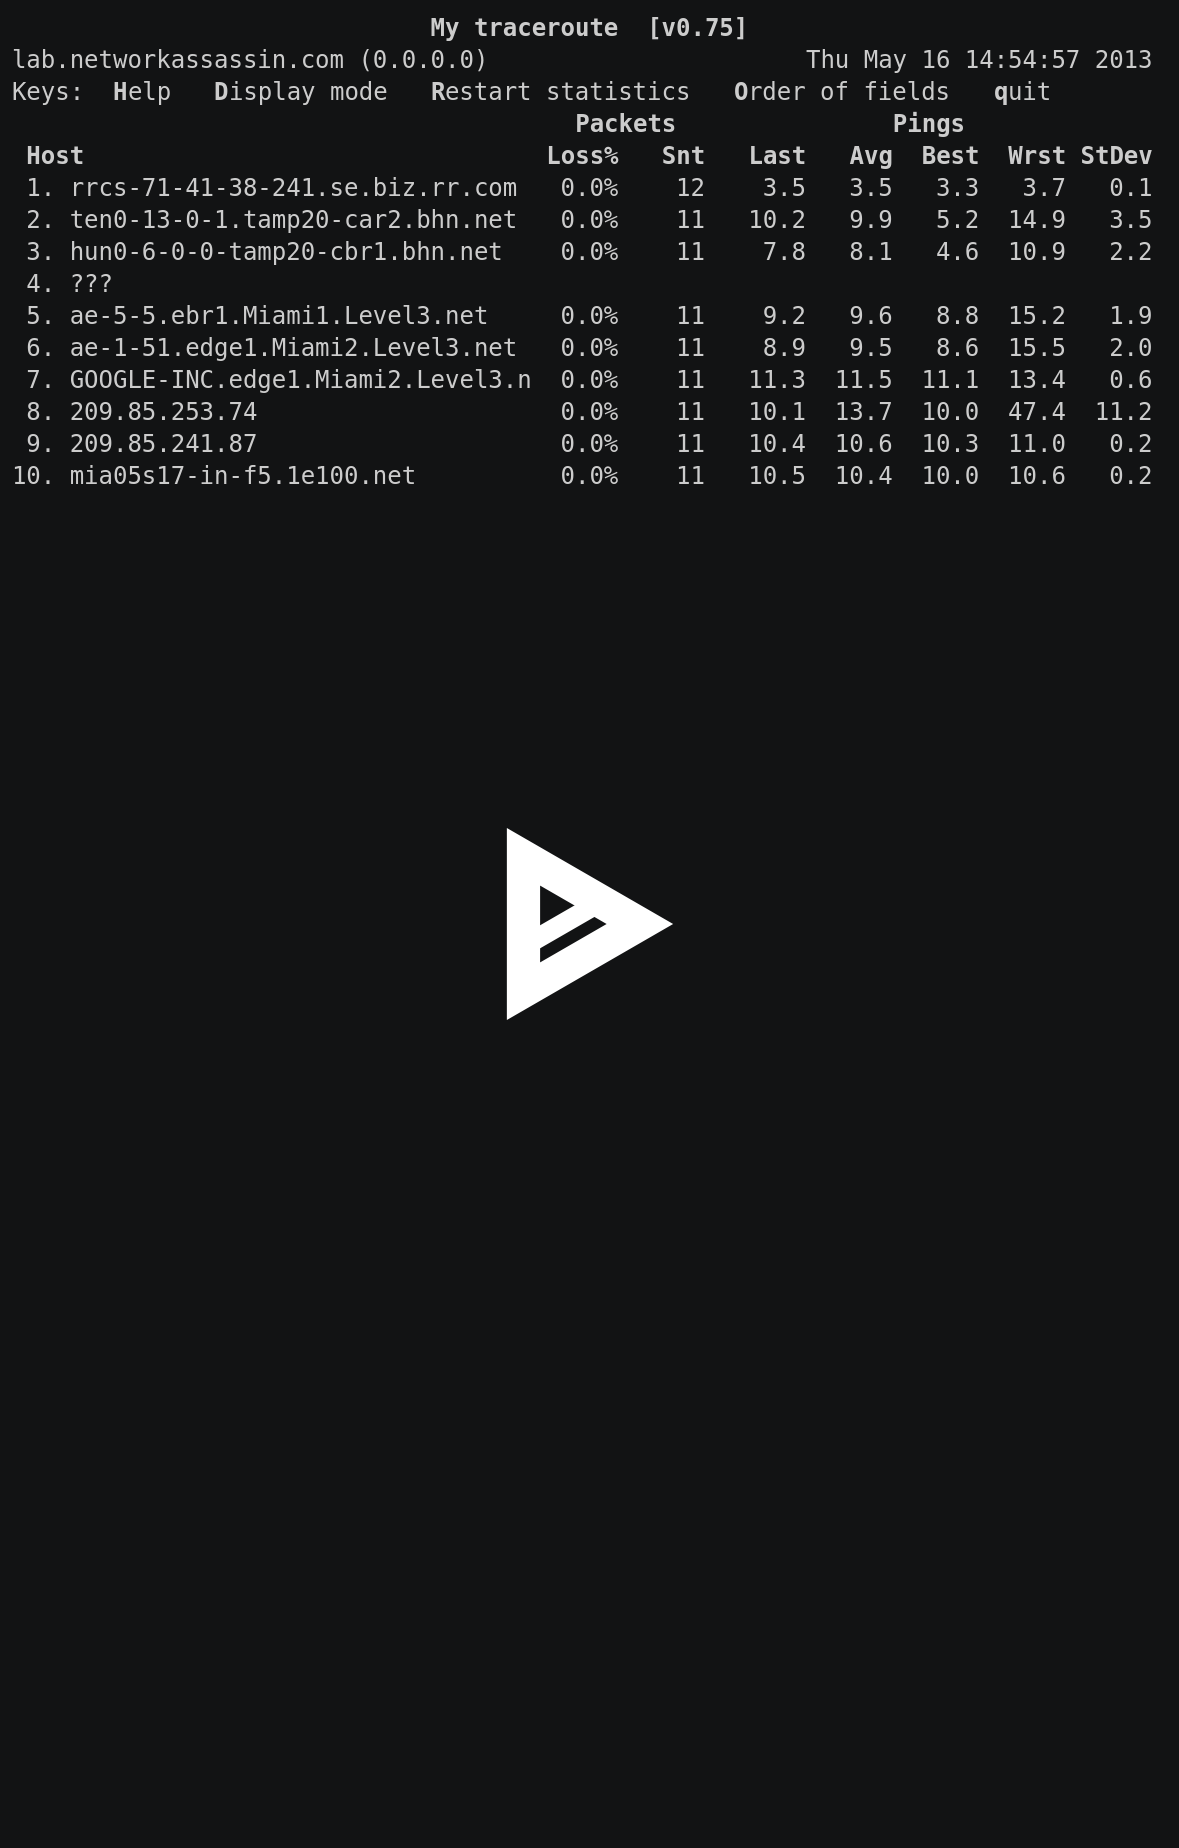 My traceroute  [v0.75]
lab.networkassassin.com (0.0.0.0)                      Thu May 16 14:54:57 2013
Keys:  Help   Display mode   Restart statistics   Order of fields   quit
                                       Packets               Pings
 Host                                Loss%   Snt   Last   Avg  Best  Wrst StDev
 1. rrcs-71-41-38-241.se.biz.rr.com   0.0%    12    3.5   3.5   3.3   3.7   0.1
 2. ten0-13-0-1.tamp20-car2.bhn.net   0.0%    11   10.2   9.9   5.2  14.9   3.5
 3. hun0-6-0-0-tamp20-cbr1.bhn.net    0.0%    11    7.8   8.1   4.6  10.9   2.2
 4. ???
 5. ae-5-5.ebr1.Miami1.Level3.net     0.0%    11    9.2   9.6   8.8  15.2   1.9
 6. ae-1-51.edge1.Miami2.Level3.net   0.0%    11    8.9   9.5   8.6  15.5   2.0
 7. GOOGLE-INC.edge1.Miami2.Level3.n  0.0%    11   11.3  11.5  11.1  13.4   0.6
 8. 209.85.253.74                     0.0%    11   10.1  13.7  10.0  47.4  11.2
 9. 209.85.241.87                     0.0%    11   10.4  10.6  10.3  11.0   0.2
10. mia05s17-in-f5.1e100.net          0.0%    11   10.5  10.4  10.0  10.6   0.2